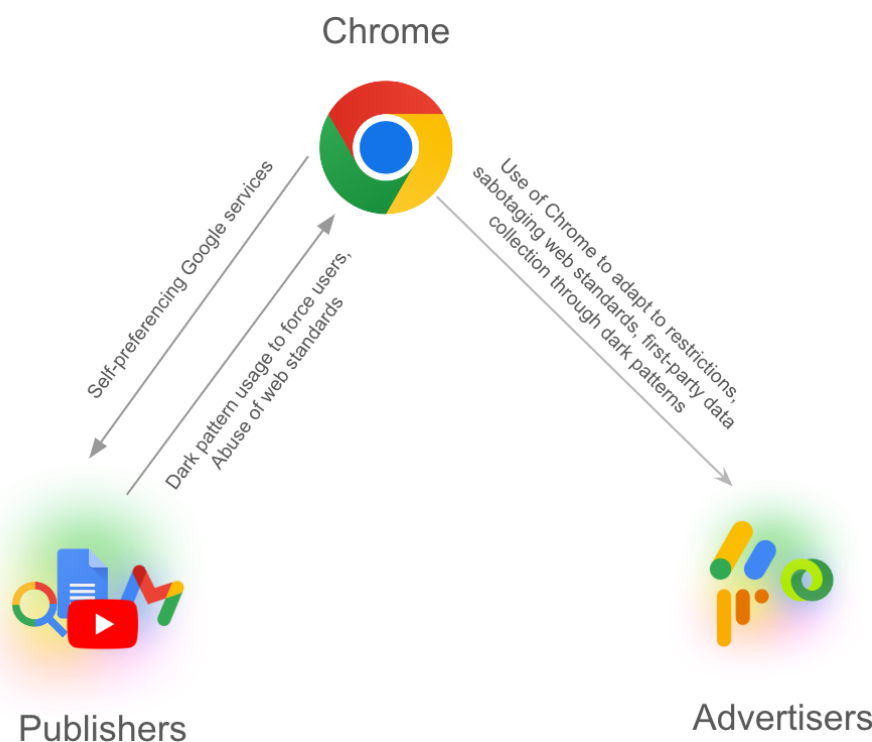 Chrome
Self-preferencing Google services
Dark pattern usage to force users,
Abuse of web standards
Use of Chrome to adapt to restrictions,
sabotaging web standards, first-party data
collection through dark patterns
Publishers
Advertisers